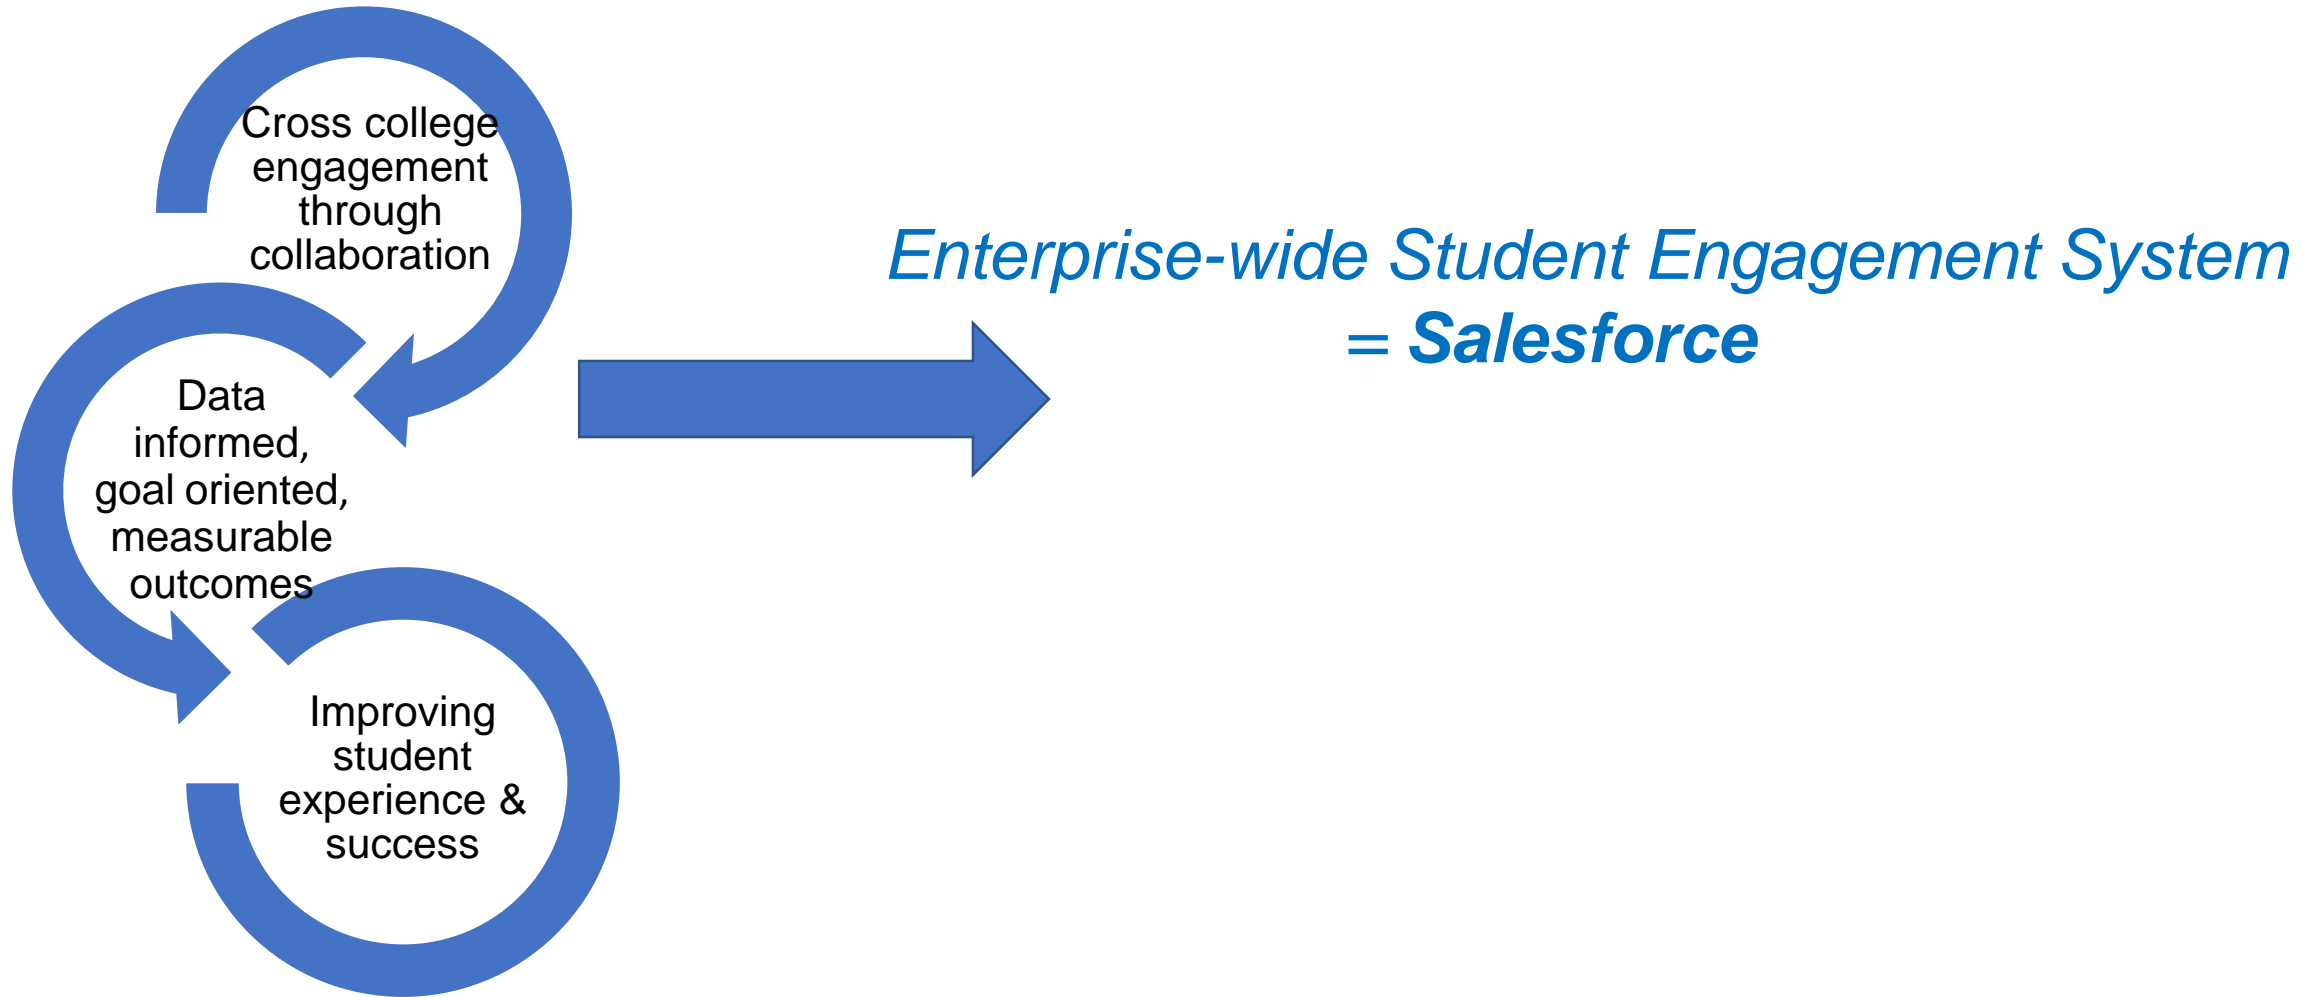 Cross college
engagement
through
collaboration
Data
informed,
goal oriented,
measurable
outcomes
Improving
student
experience &
success
Enterprise-wide Student Engagement System
= Salesforce